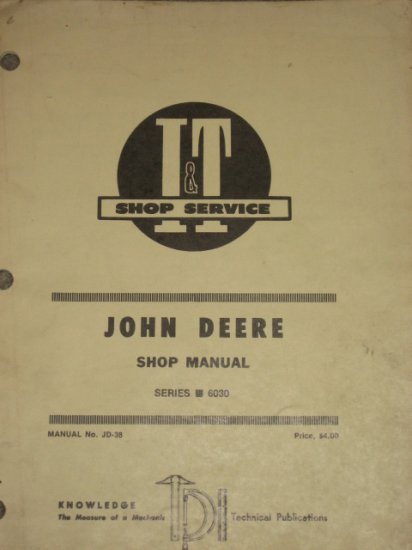 I&T
SHOP SERVICE
JOHN DEERE
SHOP MANUAL
SERIES ■ 6030
MANUAL No. JD-38 Price, $4.00
KNOWLEDGE
The Measure of a Mechanic
TPI Technical Publications